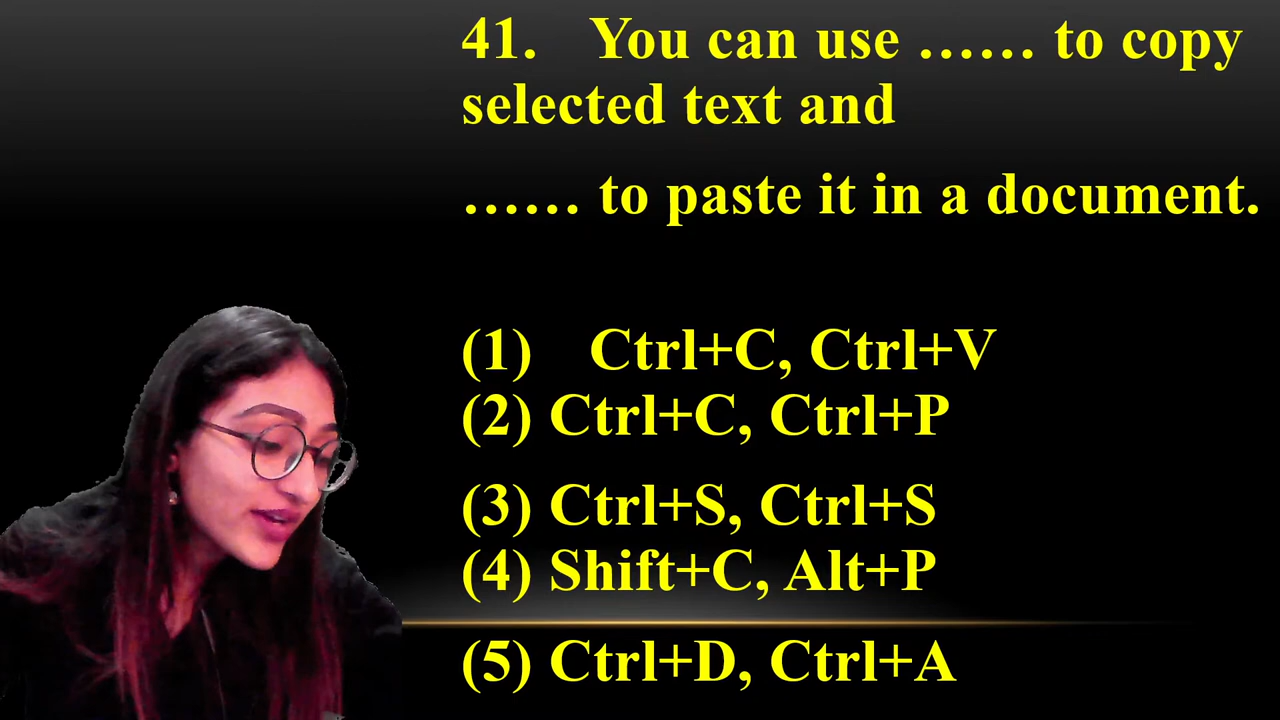 41. You can use …… to copy
selected text and
…… to paste it in a document.
(1) Ctrl+C, Ctrl+V
(2) Ctrl+C, Ctrl+P
(3) Ctrl+S, Ctrl+S
(4) Shift+C, Alt+P
(5) Ctrl+D, Ctrl+A